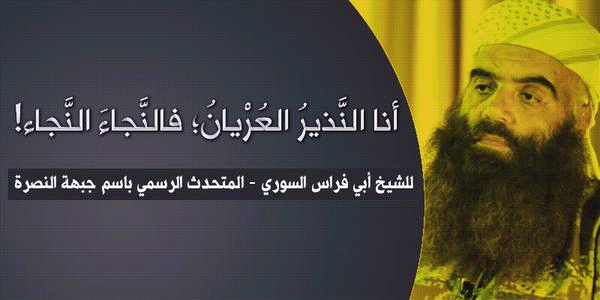 أنا النَّذيرُ العُرْيانُ؛ فالنَّجاءَ النَّجاء!
للشيخ أبي فراس السوري - المتحدث الرسمي باسم جبهة النصرة